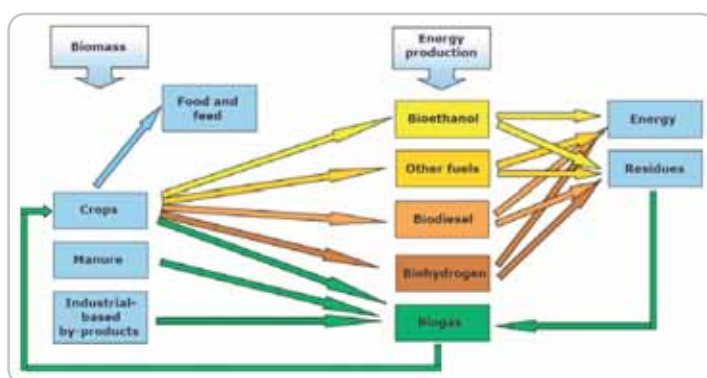 Biomass
Energy
production
Food and
feed
Bioethanol
Energy
Other fuels
Residues
Crops
Biodiesel
Manure
Biohydrogen
Industrial-
based
by-products
Biogas